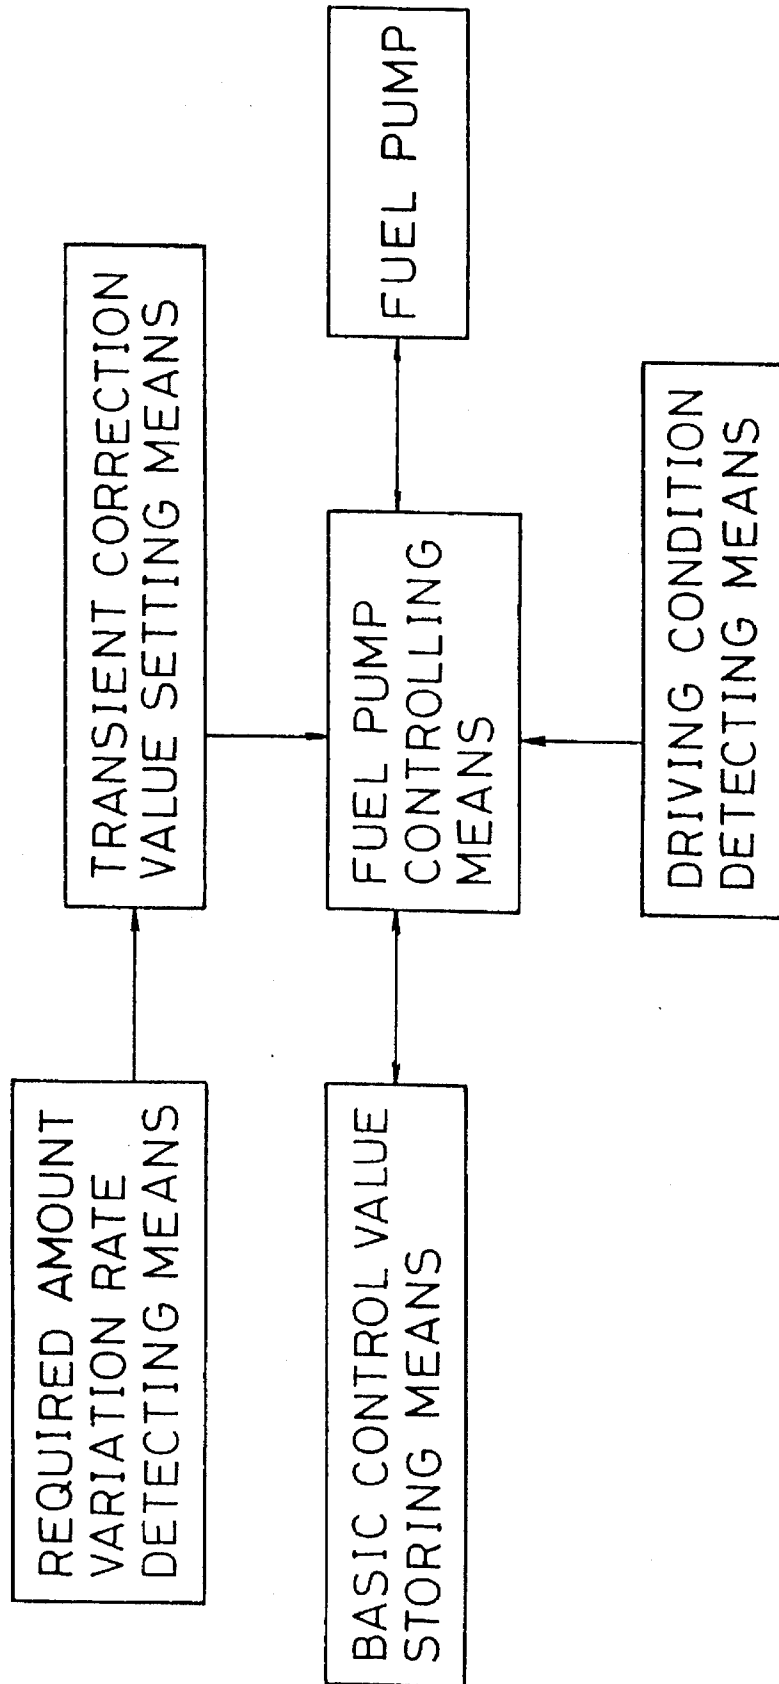 REQUIRED AMOUNT
VARIATION RATE
DETECTING MEANS
TRANSIENT CORRECTION
VALUE SETTING MEANS
BASIC CONTROL VALUE
STORING MEANS
FUEL PUMP
CONTROLLING
MEANS
FUEL PUMP
DRIVING CONDITION
DETECTING MEANS